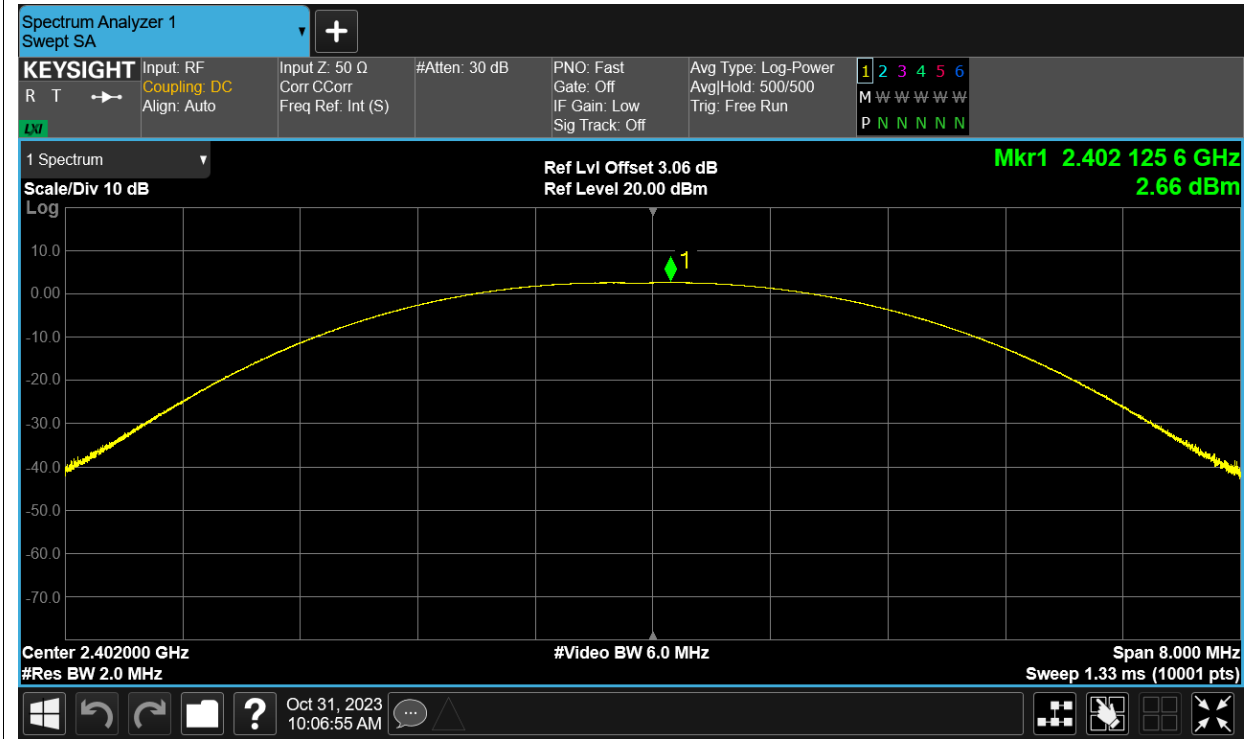 Spectrum Analyzer 1
Swept SA
KEYSIGHT
R T
LXI
Input: RF
Coupling: DC
Align: Auto
Input Z: 50 Ω
Corr CCorr
Freq Ref: Int (S)
#Atten: 30 dB
PNO: Fast
Gate: Off
IF Gain: Low
Sig Track: Off
Avg Type: Log-Power
Avg|Hold: 500/500
Trig: Free Run
1 2 3 4 5 6
M W W W W W W
P N N N N N N
1 Spectrum
Scale/Div 10 dB
Log
Ref Lvl Offset 3.06 dB
Ref Level 20.00 dBm
Mkr1 2.402 125 6 GHz
2.66 dBm
1
10.0
0.00
-10.0
-20.0
-30.0
-40.0
-50.0
-60.0
-70.0
Center 2.402000 GHz
#Res BW 2.0 MHz
#Video BW 6.0 MHz
Span 8.000 MHz
Sweep 1.33 ms (10001 pts)
?
Oct 31, 2023
10:06:55 AM